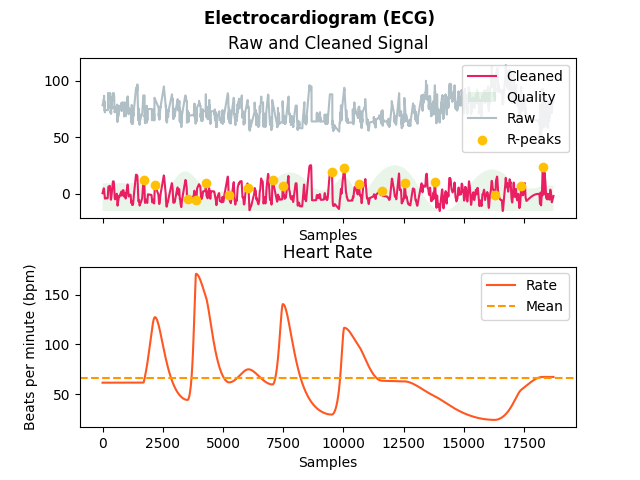 Electrocardiogram (ECG)
Raw and Cleaned Signal
100
50
0
Cleaned
Quality
Raw
R-peaks
Samples
Heart Rate
Beats per minute (bpm)
150
100
50
Rate
Mean
0 2500 5000 7500 10000 12500 15000 17500
Samples